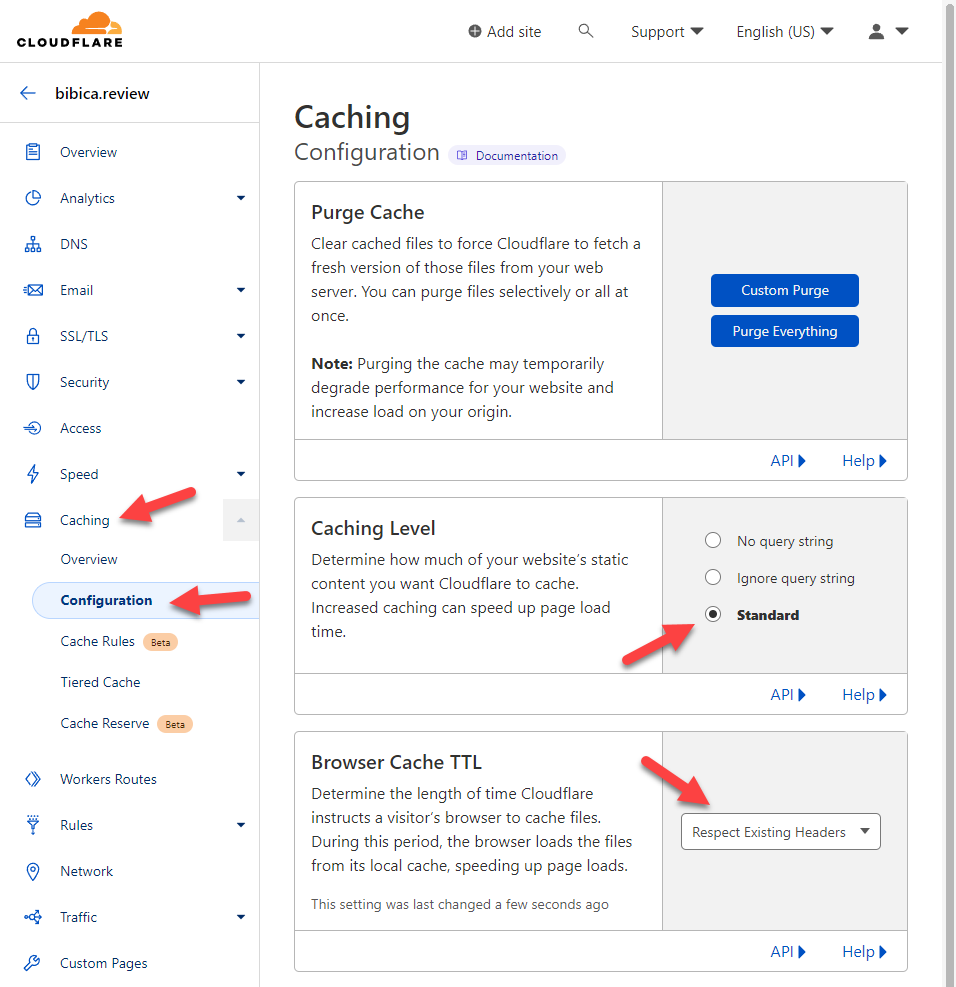 CLOUDFLARE
Add site
Support
English (US)
bibica.review
Overview
Analytics
DNS
Email
SSL/TLS
Security
Access
Speed
Caching
Overview
Configuration
Cache Rules Beta
Tiered Cache
Cache Reserve Beta
Workers Routes
Rules
Network
Traffic
Custom Pages
Caching
Configuration Documentation
Purge Cache
Clear cached files to force Cloudflare to fetch a
fresh version of those files from your web
server. You can purge files selectively or all at
once.
Note: Purging the cache may temporarily
degrade performance for your website and
increase load on your origin.
Custom Purge
Purge Everything
API Help
Caching Level
Determine how much of your website’s static
content you want Cloudflare to cache.
Increased caching can speed up page load
time.
No query string
Ignore query string
Standard
API Help
Browser Cache TTL
Determine the length of time Cloudflare
instructs a visitor’s browser to cache files.
During this period, the browser loads the files
from its local cache, speeding up page loads.
This setting was last changed a few seconds ago
Respect Existing Headers
API Help